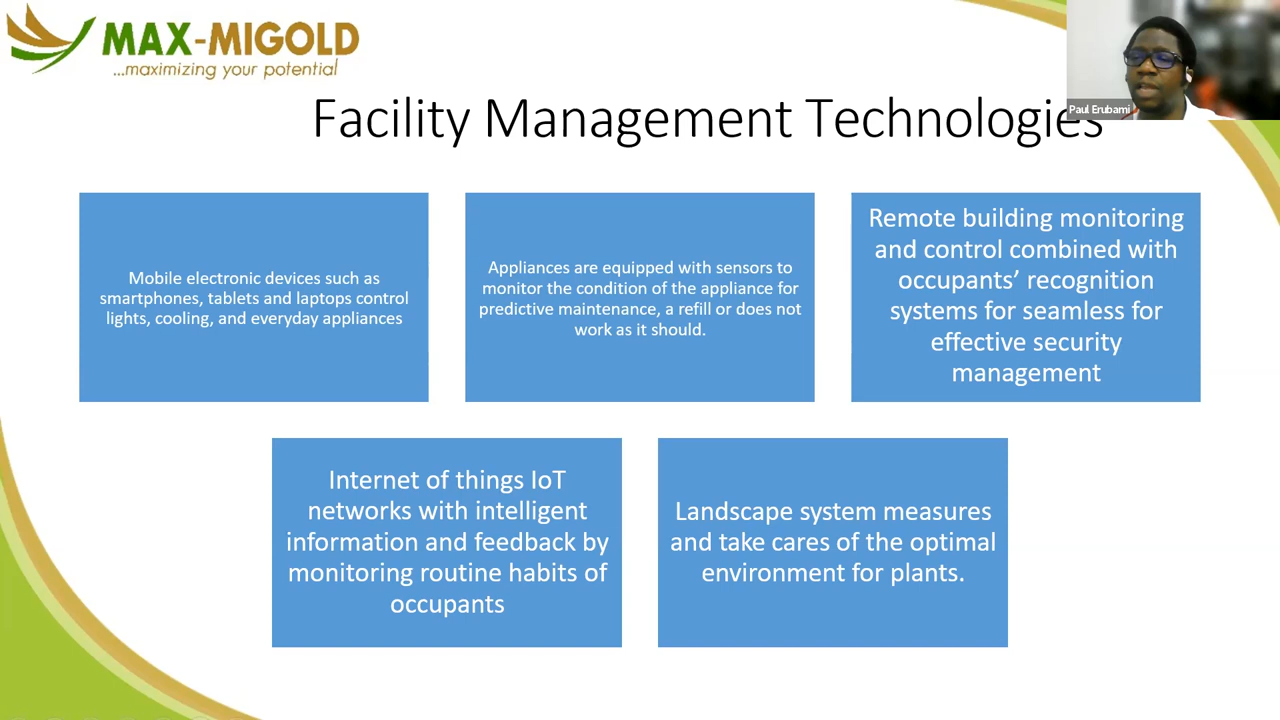 MAX-MIGOLD
...maximizing your potential
Paul Erubami
Facility Management Technologies
Mobile electronic devices such as
smartphones, tablets and laptops control
lights, cooling, and everyday appliances
Appliances are equipped with sensors to
monitor the condition of the appliance for
predictive maintenance, a refill or does not
work as it should.
Remote building monitoring
and control combined with
occupants’ recognition
systems for seamless for
effective security
management
Internet of things IoT
networks with intelligent
information and feedback by
monitoring routine habits of
occupants
Landscape system measures
and take cares of the optimal
environment for plants.